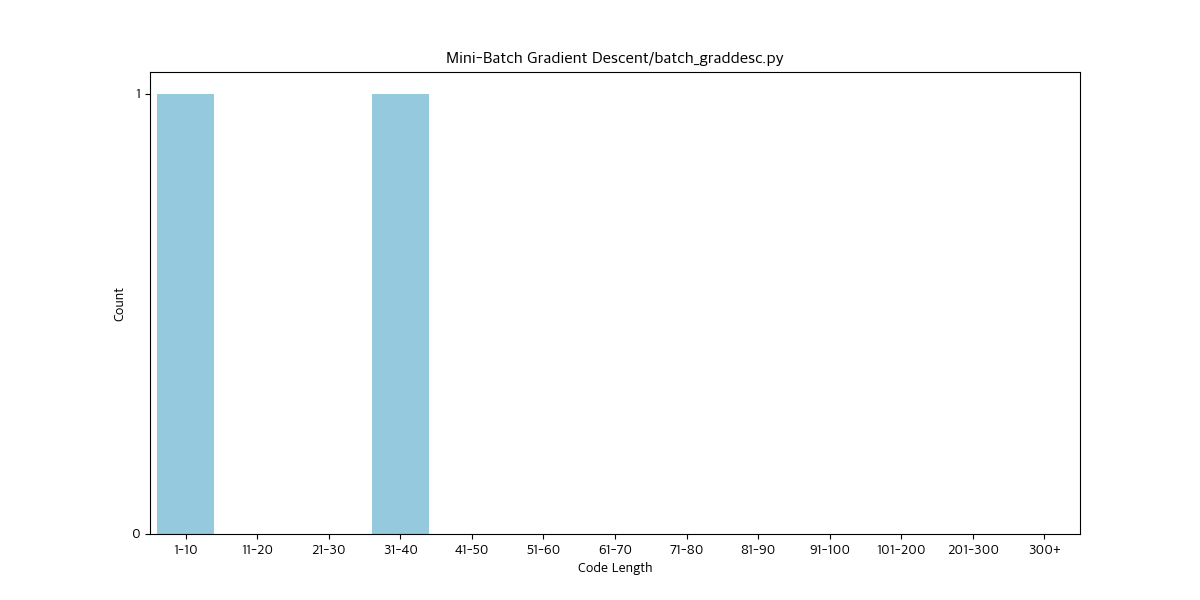 Mini-Batch Gradient Descent/batch_graddesc.py
1
Count
0
1-10 11-20 21-30 31-40 41-50 51-60 61-70 71-80 81-90 91-100 101-200 201-300 300+
Code Length